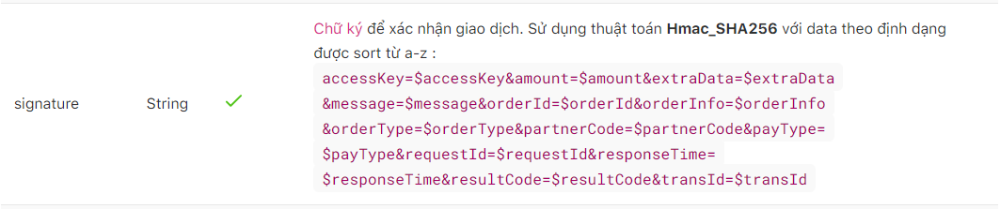 Chữ ký để xác nhận giao dịch. Sử dụng thuật toán Hmac_SHA256 với data theo định dạng
được sort từ a-z :
accessKey=$accessKey&amount=$amount&extraData=$extraData
&message=$message&orderId=$orderId&orderInfo=$orderInfo
signature String &orderType=$orderType&partnerCode=$partnerCode&payType=
$payType&requestId=$requestId&responseTime=
$responseTime&resultCode=$resultCode&transId=$transId